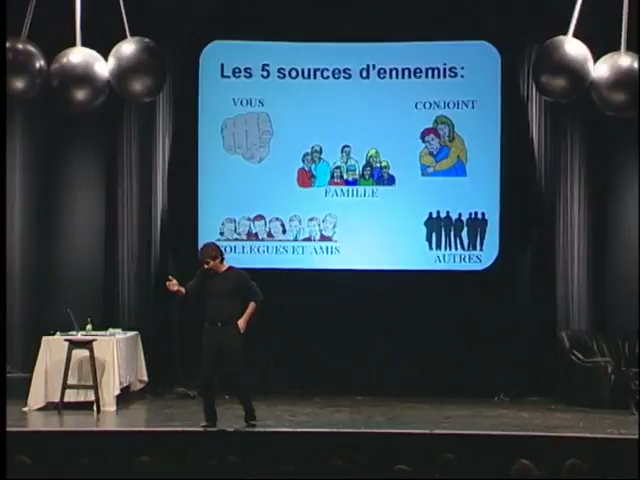 Les 5 sources d'ennemis:
VOUS
CONJOINT
FAMILLE
COLLÈGUES ET AMIS
AUTRES